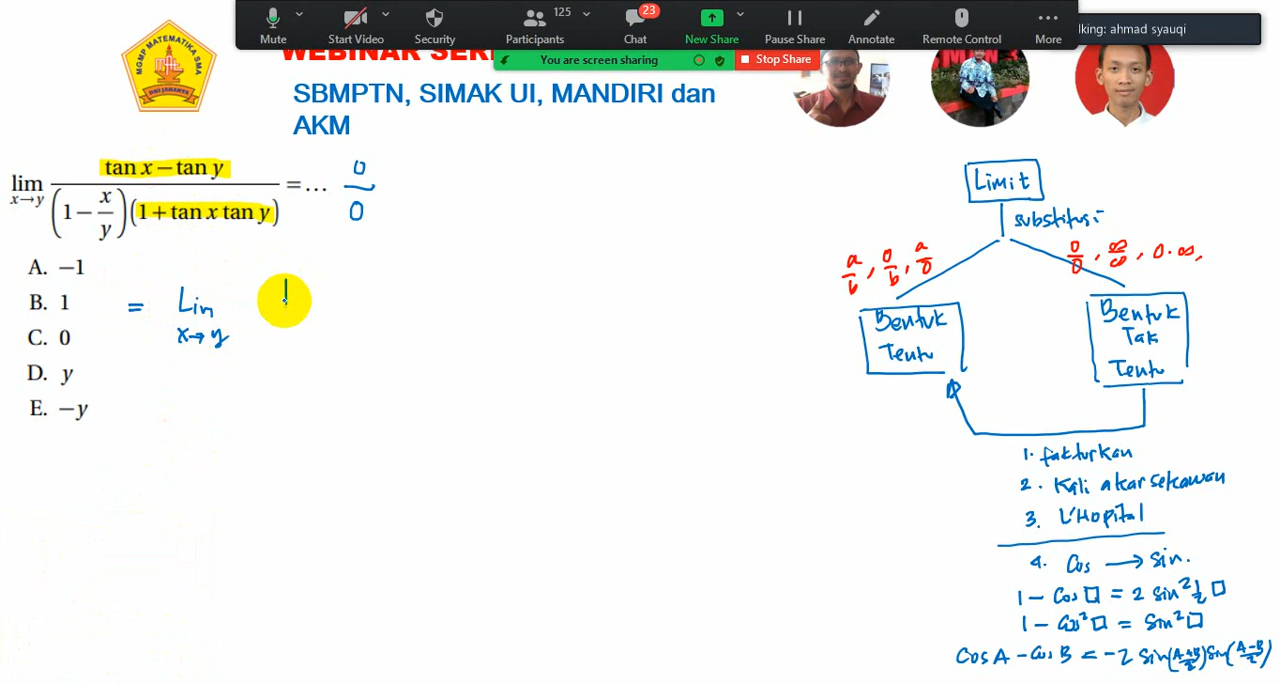 Mute
Start Video
Security
Participants
125
Chat
23
New Share
Pause Share
Annotate
Remote Control
More
lking: ahmad syauqi
You are screen sharing
Stop Share
MGMP MATEMATIKA SMA
DKI JAKARTA
WEBINAR SERI
SBMPTN, SIMAK UI, MANDIRI dan
AKM
lim x→y (tan x − tan y) / ((1 − x/y)(1 + tan x tan y)) = ... 0/0
A. −1
B. 1
C. 0
D. y
E. −y
= Lim x→y
Limit
substitusi
a/b, 0/b, a/0
0/0, ∞/∞, 0.∞,
Bentuk
Tentu
Bentuk
Tak
Tentu
1. fakturkan
2. Kali akar sekawan
3. L'Hopital
4. Cos → Sin.
1 − Cos □ = 2 Sin² ½ □
1 − Cos² □ = Sin² □
Cos A − Cos B = −2 Sin(A+B/2) Sin(A−B/2)